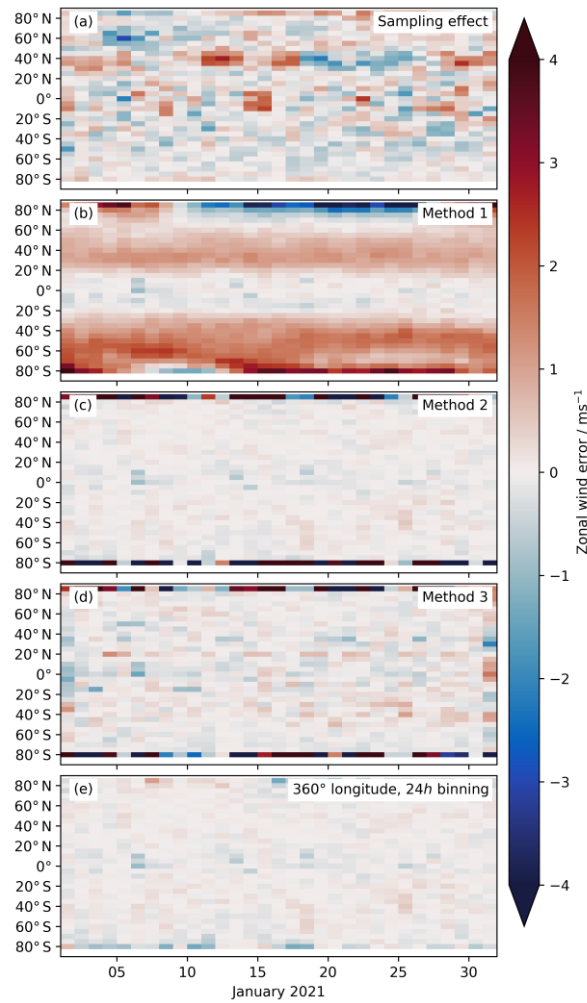 (a)
Sampling effect
80° N
60° N
40° N
20° N
0°
20° S
40° S
60° S
80° S
(b)
Method 1
80° N
60° N
40° N
20° N
0°
20° S
40° S
60° S
80° S
(c)
Method 2
80° N
60° N
40° N
20° N
0°
20° S
40° S
60° S
80° S
(d)
Method 3
80° N
60° N
40° N
20° N
0°
20° S
40° S
60° S
80° S
(e)
360° longitude, 24h binning
80° N
60° N
40° N
20° N
0°
20° S
40° S
60° S
80° S
05 10 15 20 25 30
January 2021
4
3
2
1
0
−1
−2
−3
−4
Zonal wind error / ms⁻¹